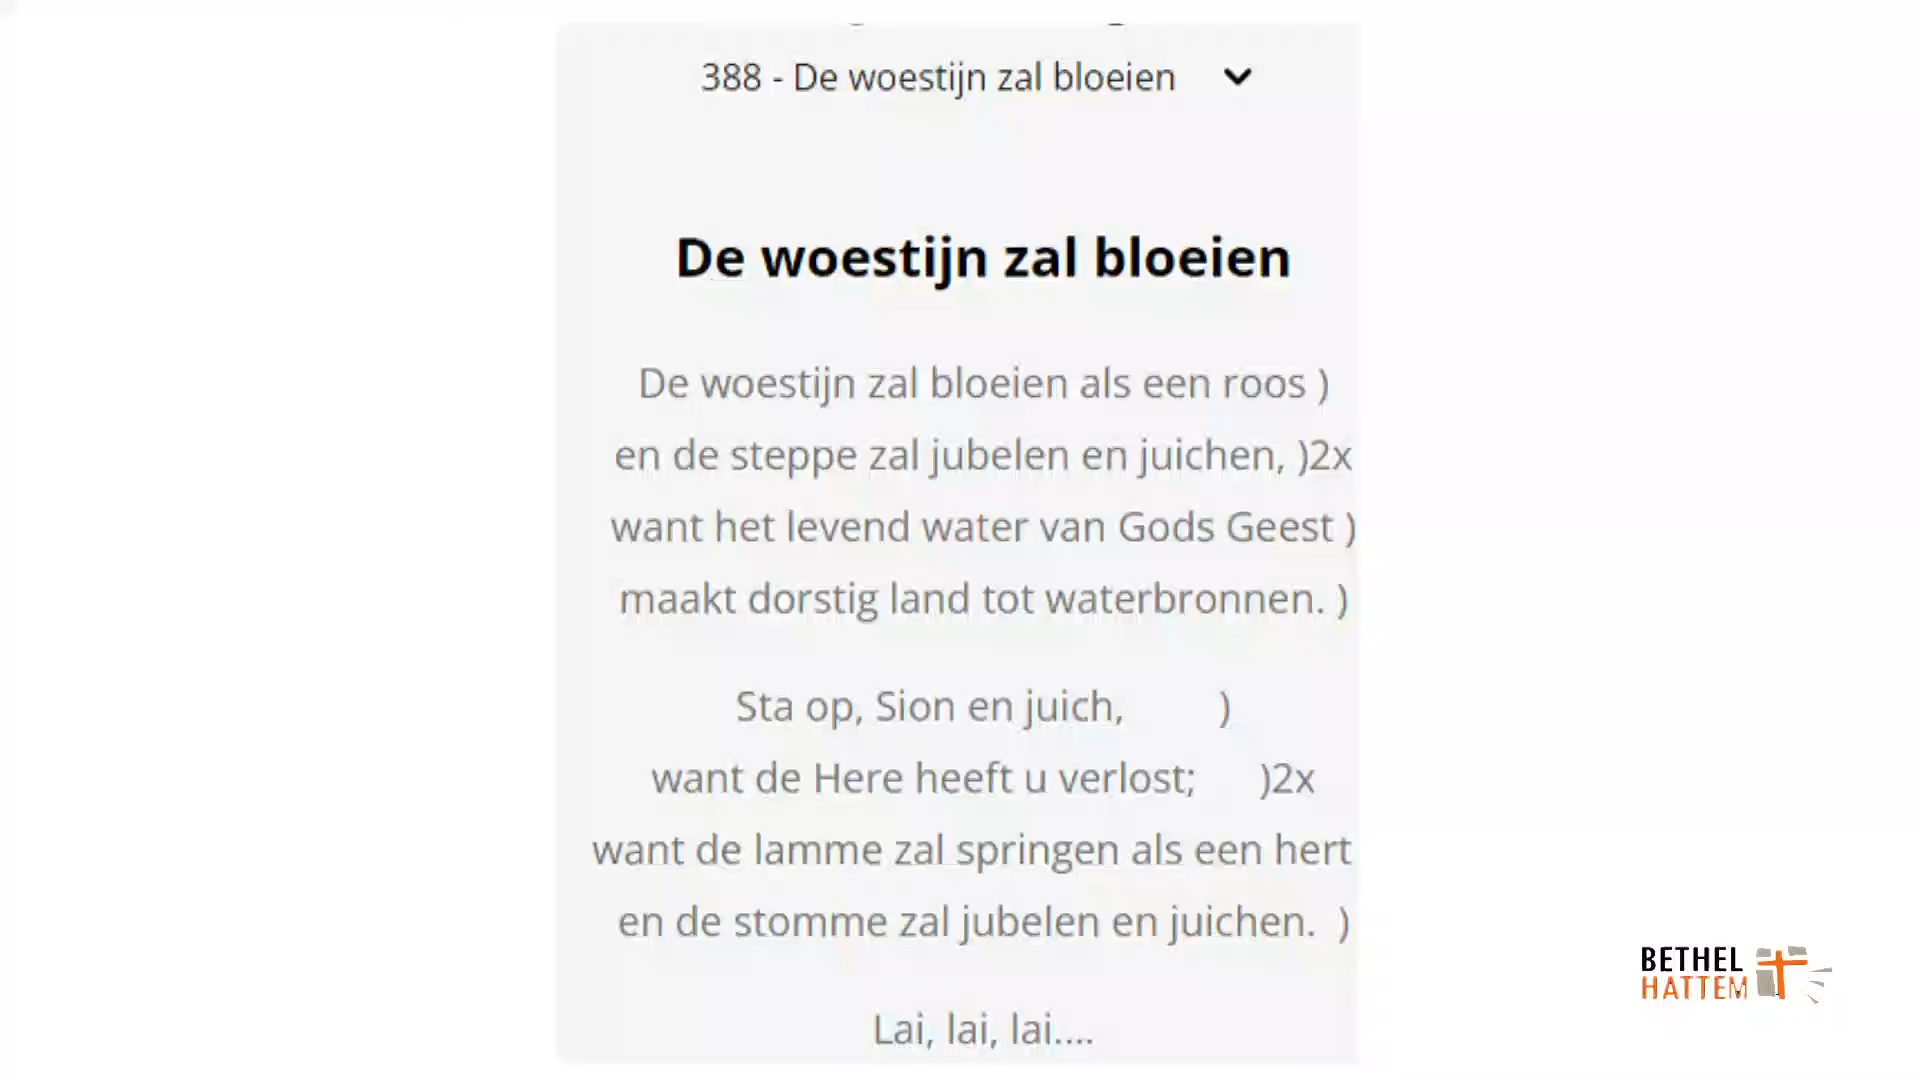 388 - De woestijn zal bloeien
De woestijn zal bloeien
De woestijn zal bloeien als een roos )
en de steppe zal jubelen en juichen, )2x
want het levend water van Gods Geest )
maakt dorstig land tot waterbronnen. )
Sta op, Sion en juich, )
want de Here heeft u verlost; )2x
want de lamme zal springen als een hert
en de stomme zal jubelen en juichen. )
Lai, lai, lai....
BETHEL
HATTEM